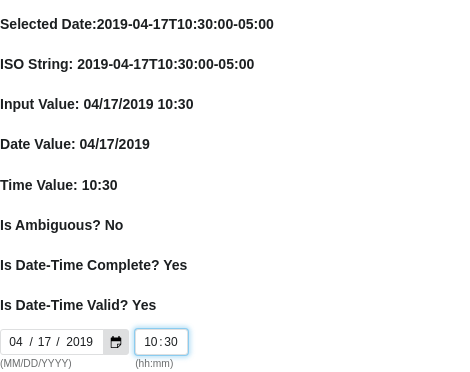 Selected Date:2019-04-17T10:30:00-05:00
ISO String: 2019-04-17T10:30:00-05:00
Input Value: 04/17/2019 10:30
Date Value: 04/17/2019
Time Value: 10:30
Is Ambiguous? No
Is Date-Time Complete? Yes
Is Date-Time Valid? Yes
04 / 17 / 2019 10:30
(MM/DD/YYYY) (hh:mm)